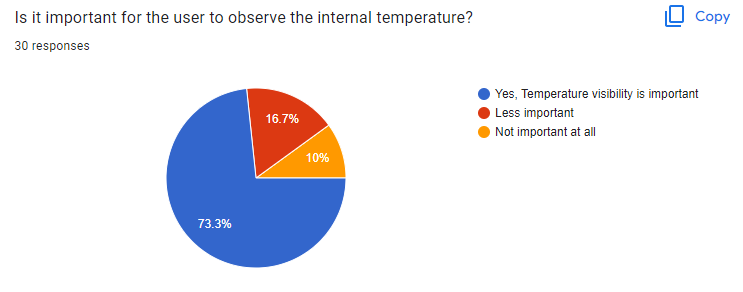 Is it important for the user to observe the internal temperature?
Copy
30 responses
Yes, Temperature visibility is important
Less important
Not important at all
16.7%
10%
73.3%